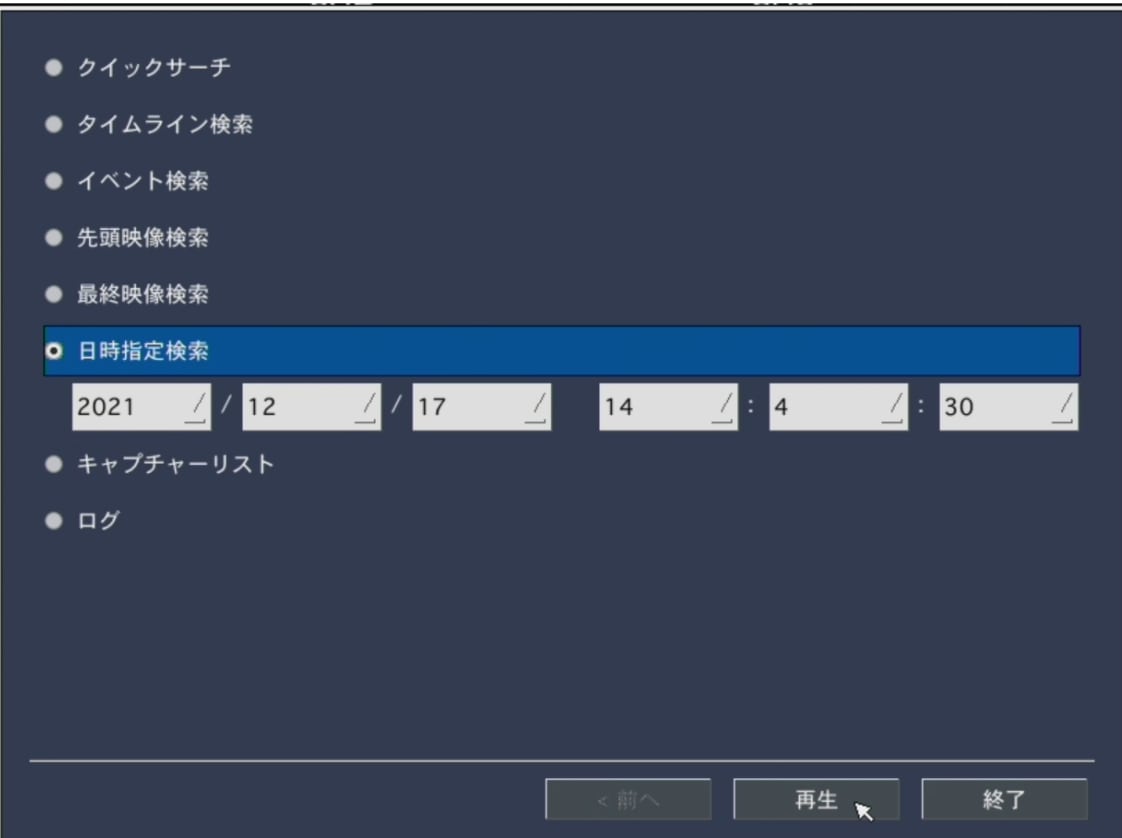 クイックサーチ
タイムライン検索
イベント検索
先頭映像検索
最終映像検索
日時指定検索
2021 / 12 / 17 14 : 4 : 30
キャプチャーリスト
ログ
< 前へ 再生 終了